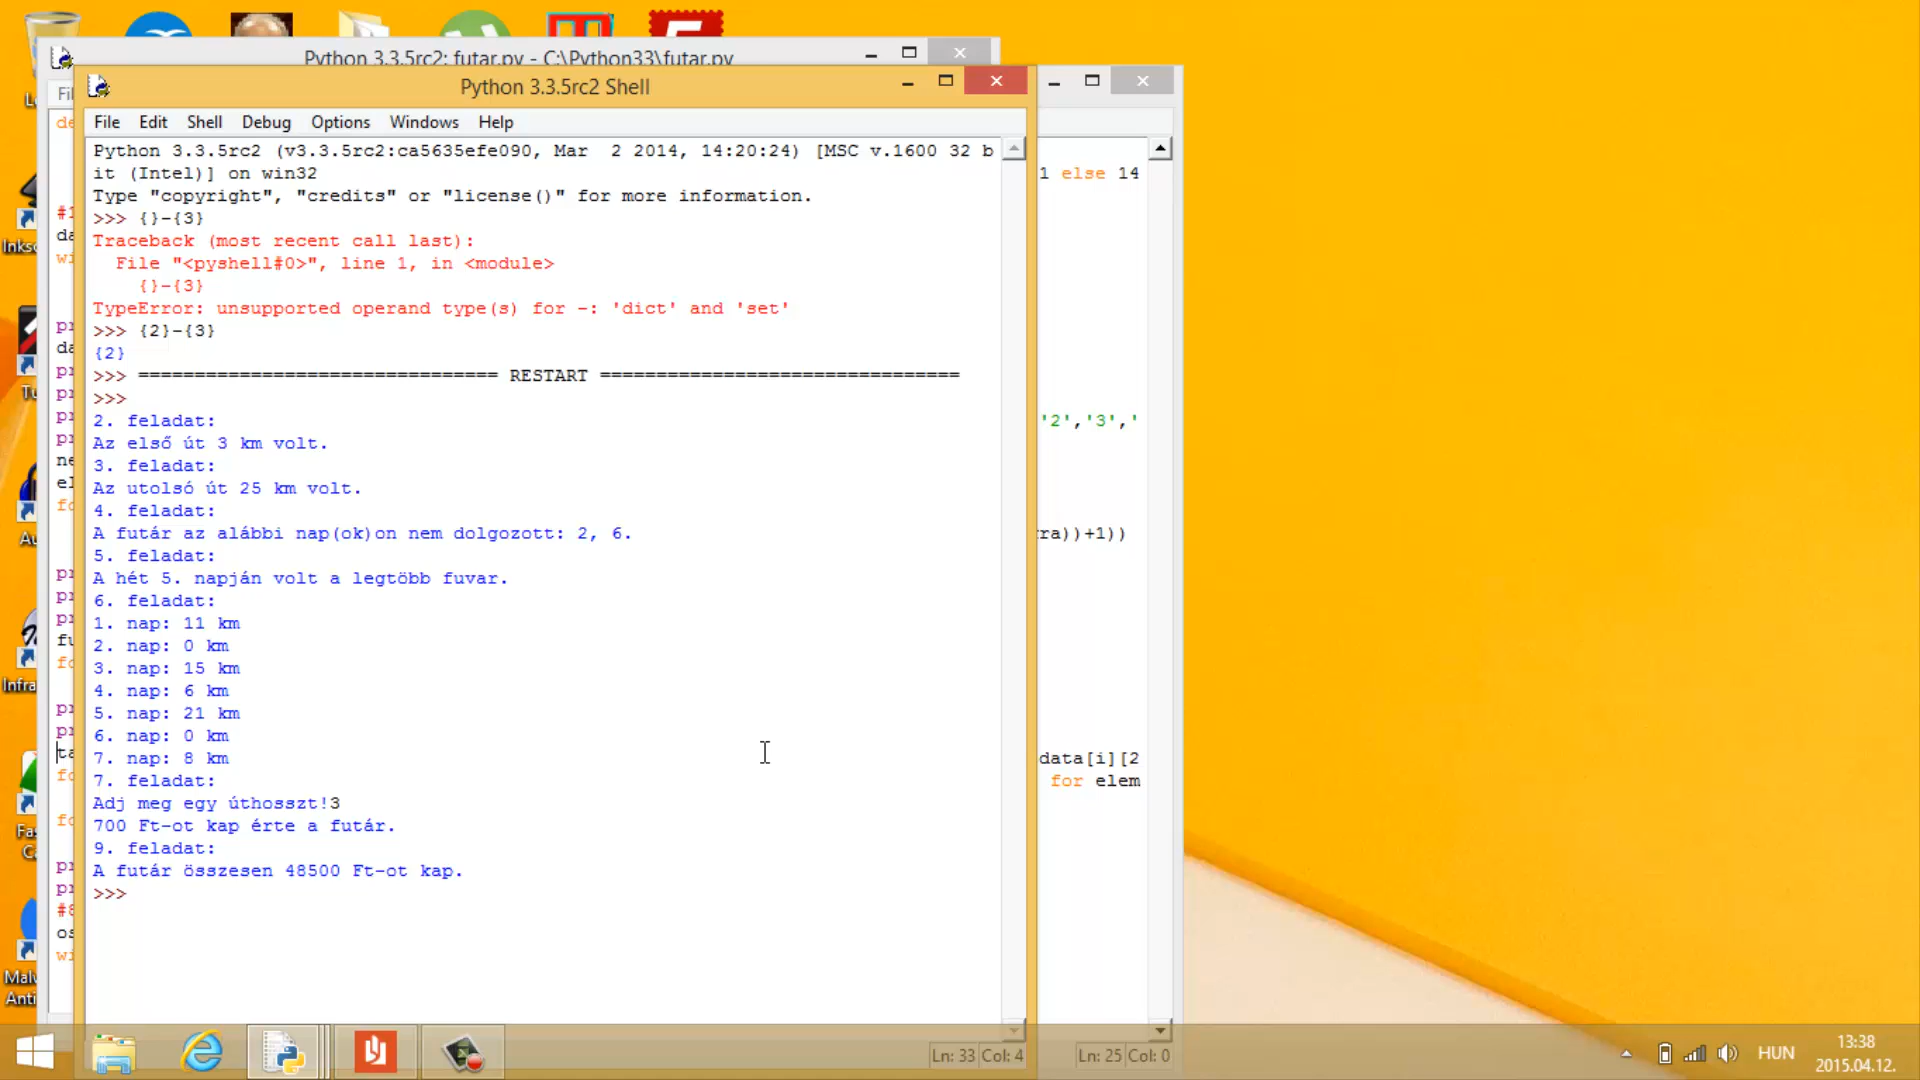 Python 3.3.5rc2: futar.py - C:\Python33\futar.py
Python 3.3.5rc2 Shell
File Edit Shell Debug Options Windows Help
Python 3.3.5rc2 (v3.3.5rc2:ca5635efe090, Mar  2 2014, 14:20:24) [MSC v.1600 32 b
it (Intel)] on win32
Type "copyright", "credits" or "license()" for more information.
>>> {}-{3}
Traceback (most recent call last):
  File "<pyshell#0>", line 1, in <module>
    {}-{3}
TypeError: unsupported operand type(s) for -: 'dict' and 'set'
>>> {2}-{3}
{2}
>>> ================================ RESTART ================================
>>>
2. feladat:
Az első út 3 km volt.
3. feladat:
Az utolsó út 25 km volt.
4. feladat:
A futár az alábbi nap(ok)on nem dolgozott: 2, 6.
5. feladat:
A hét 5. napján volt a legtöbb fuvar.
6. feladat:
1. nap: 11 km
2. nap: 0 km
3. nap: 15 km
4. nap: 6 km
5. nap: 21 km
6. nap: 0 km
7. nap: 8 km
7. feladat:
Adj meg egy úthosszt!3
700 Ft-ot kap érte a futár.
9. feladat:
A futár összesen 48500 Ft-ot kap.
>>>
Ln: 33 Col: 4
1 else 14
'2','3','
ra))+1))
data[i][2
for elem
Ln: 25 Col: 0
HUN
13:38
2015.04.12.